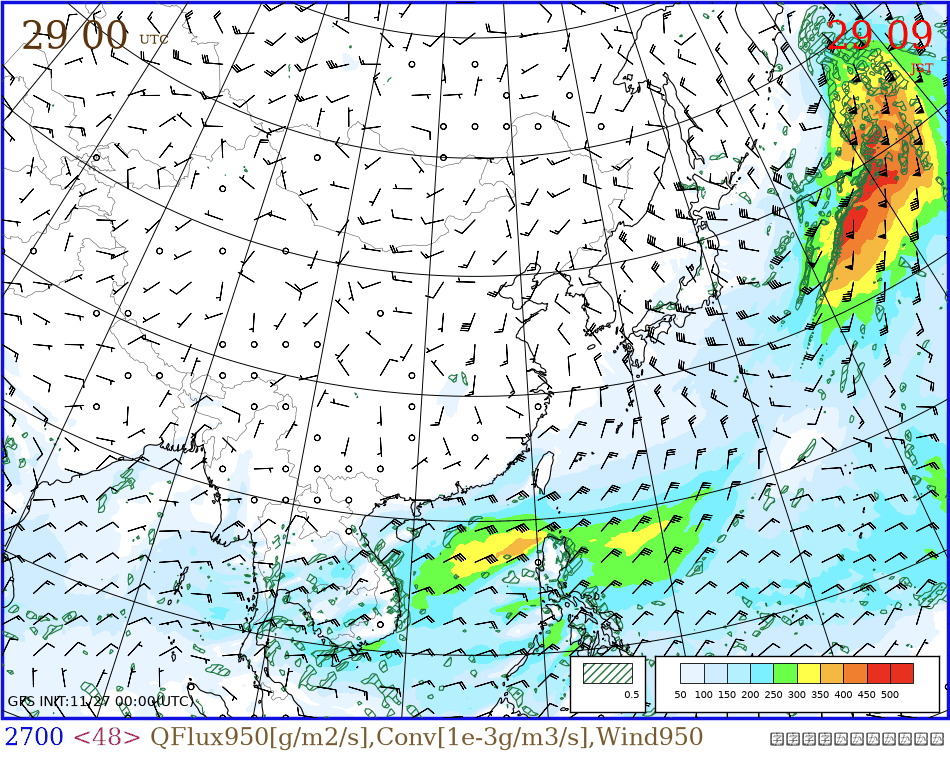 29 00 UTC 29 09
JST
0.5 50 100 150 200 250 300 350 400 450 500
GFS INIT:11/27 00:00(UTC)
2700 <48> QFlux950[g/m2/s],Conv[1e-3g/m3/s],Wind950